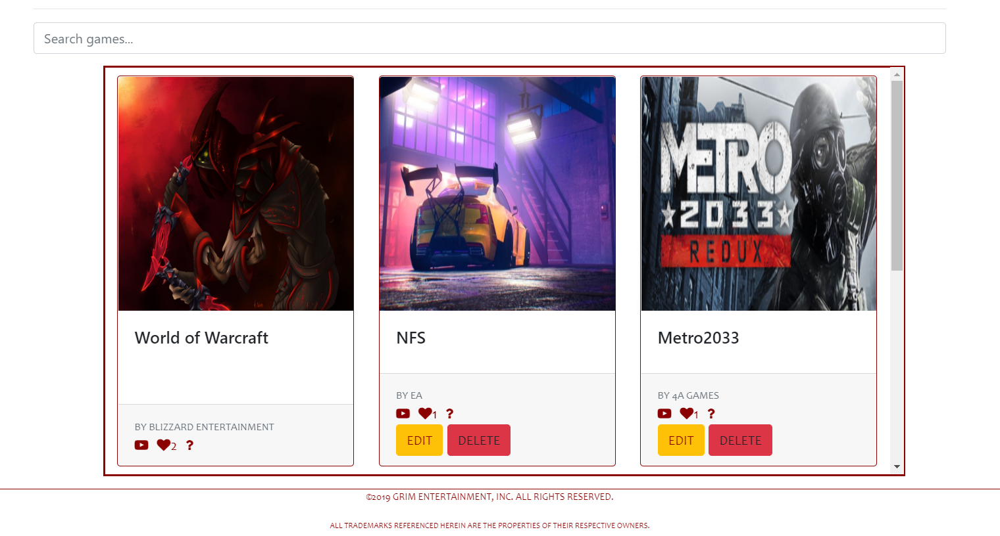 Search games...
METRO
2033
REDUX
World of Warcraft
NFS
Metro2033
BY BLIZZARD ENTERTAINMENT
2
BY EA
1 ?
EDIT DELETE
BY 4A GAMES
1 ?
EDIT DELETE
?
©2019 GRIM ENTERTAINMENT, INC. ALL RIGHTS RESERVED.
ALL TRADEMARKS REFERENCED HEREIN ARE THE PROPERTIES OF THEIR RESPECTIVE OWNERS.